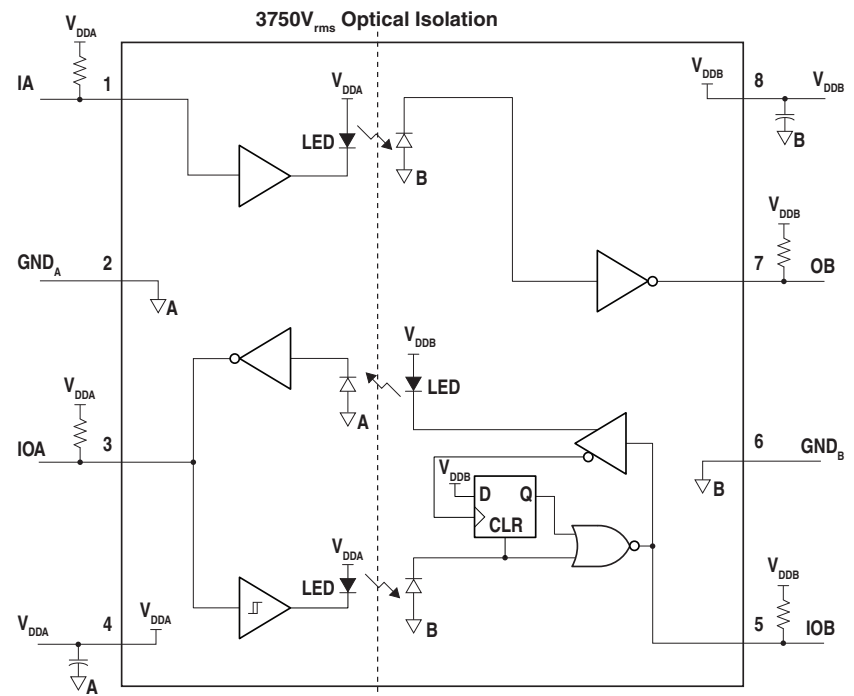 3750Vrms Optical Isolation
VDDA
IA
1
VDDA
LED
B
VDDB
8
VDDB
B
GNDA
2
A
VDDB
7
OB
VDDA
IOA
3
A
VDDB
LED
6
GNDB
B
VDDB
D
Q
CLR
VDDA
LED
B
VDDB
5
IOB
VDDA
4
VDDA
A